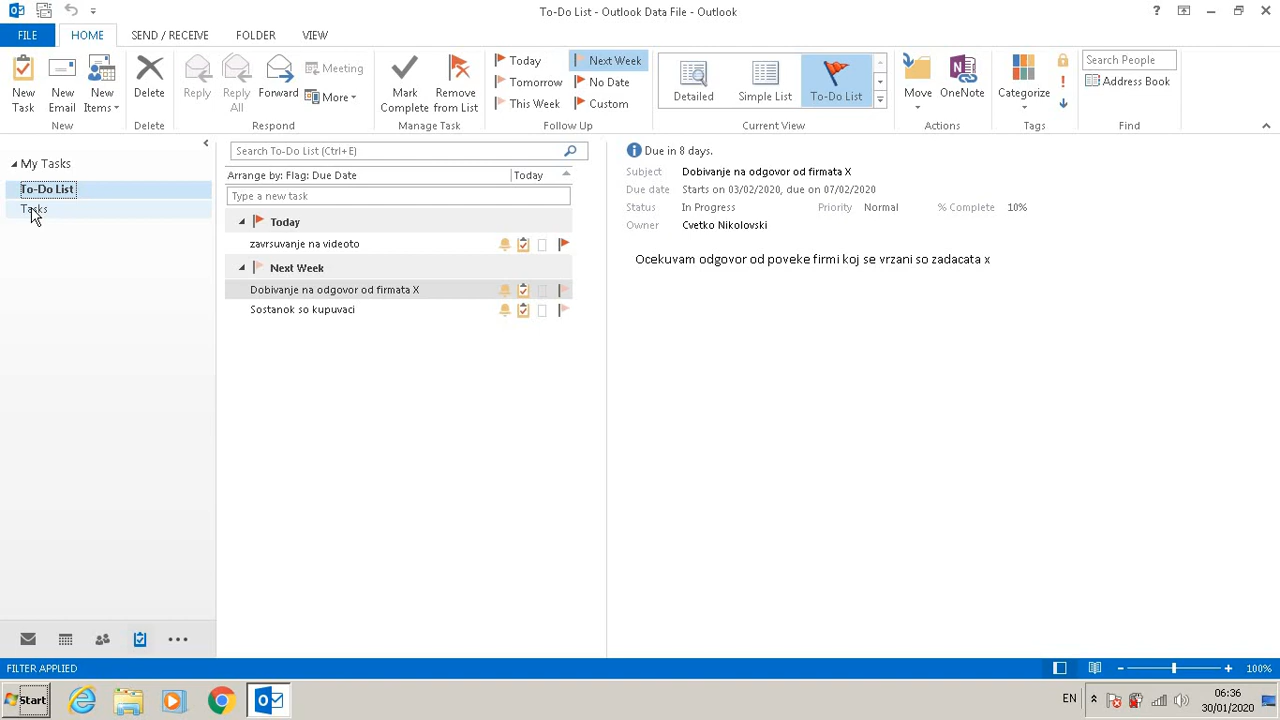 To-Do List - Outlook Data File - Outlook
?
FILE
HOME
SEND / RECEIVE
FOLDER
VIEW
New Task
New Email
New Items
New
Delete
Delete
Reply
Reply All
Forward
Meeting
More
Respond
Mark Complete
Remove from List
Manage Task
Today
Tomorrow
This Week
Next Week
No Date
Custom
Follow Up
Detailed
Simple List
To-Do List
Current View
Move
OneNote
Actions
Categorize
Tags
Search People
Address Book
Find
My Tasks
To-Do List
Tasks
Search To-Do List (Ctrl+E)
Arrange by: Flag: Due Date
Today
Type a new task
Today
zavrsuvanje na videoto
Next Week
Dobivanje na odgovor od firmata X
Sostanok so kupuvaci
Due in 8 days.
Subject Dobivanje na odgovor od firmata X
Due date Starts on 03/02/2020, due on 07/02/2020
Status In Progress Priority Normal % Complete 10%
Owner Cvetko Nikolovski
Ocekuvam odgovor od poveke firmi koj se vrzani so zadacata x
FILTER APPLIED
100%
Start
EN
06:36
30/01/2020